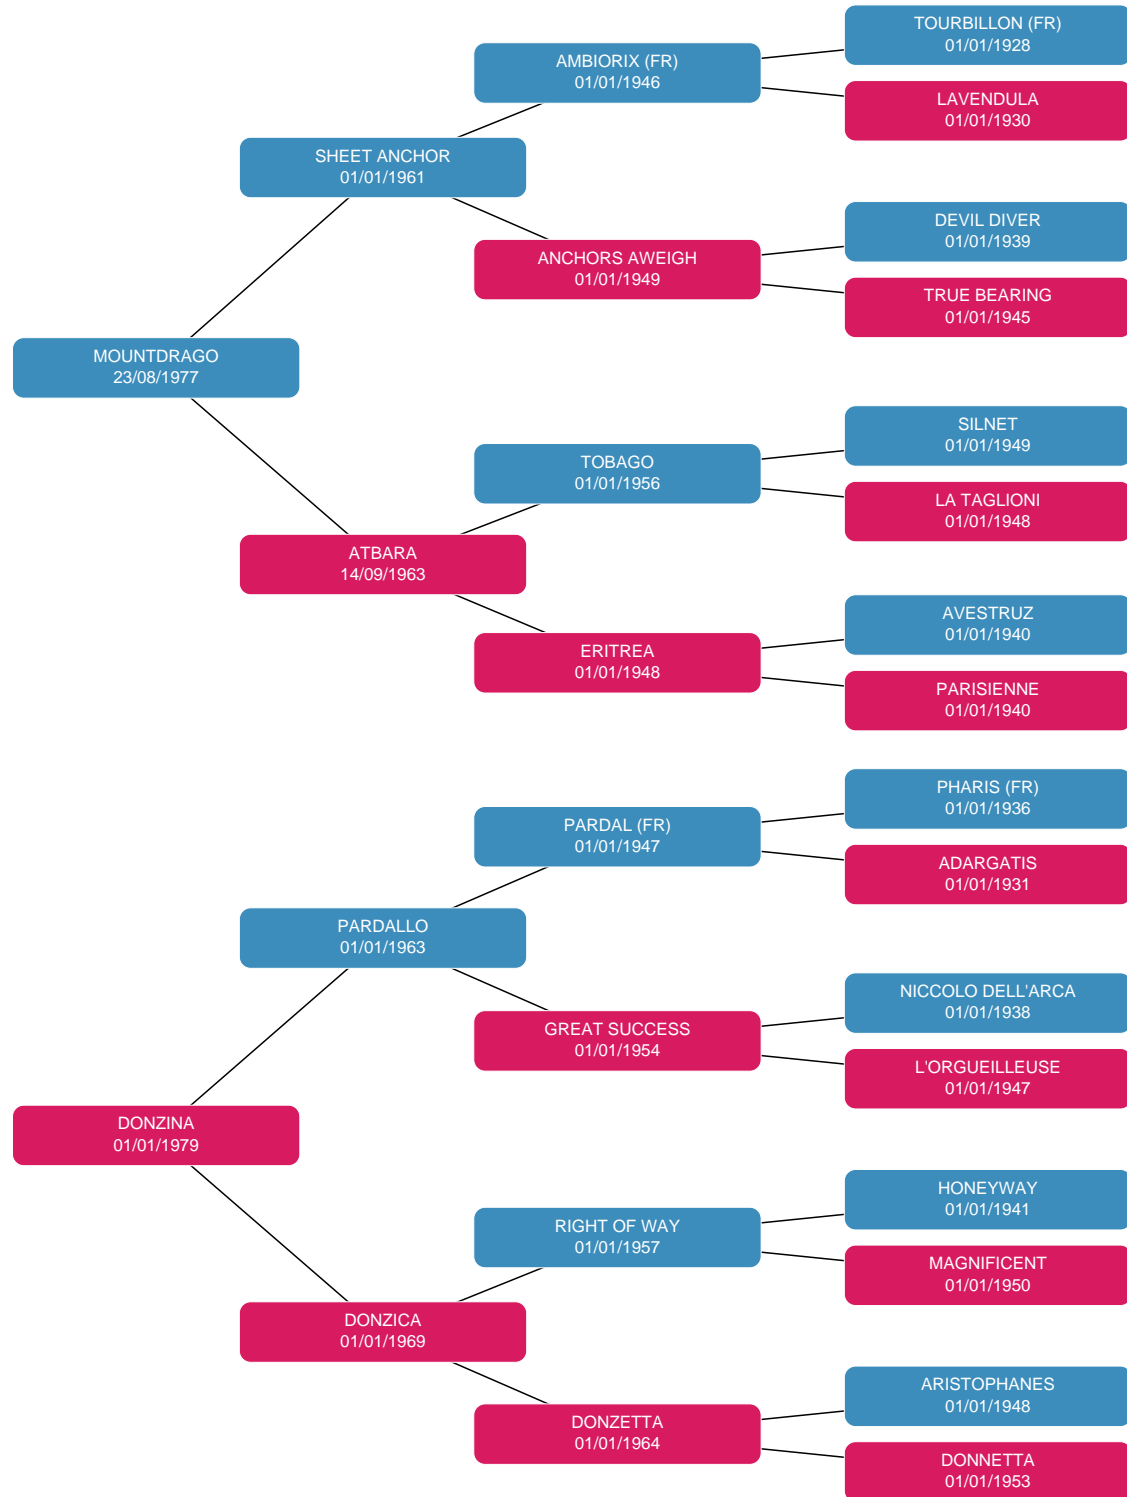 TOURBILLON (FR)
01/01/1928
AMBIORIX (FR)
01/01/1946
LAVENDULA
01/01/1930
SHEET ANCHOR
01/01/1961
DEVIL DIVER
01/01/1939
ANCHORS AWEIGH
01/01/1949
TRUE BEARING
01/01/1945
MOUNTDRAGO
23/08/1977
SILNET
01/01/1949
TOBAGO
01/01/1956
LA TAGLIONI
01/01/1948
ATBARA
14/09/1963
AVESTRUZ
01/01/1940
ERITREA
01/01/1948
PARISIENNE
01/01/1940
PHARIS (FR)
01/01/1936
PARDAL (FR)
01/01/1947
ADARGATIS
01/01/1931
PARDALLO
01/01/1963
NICCOLO DELL'ARCA
01/01/1938
GREAT SUCCESS
01/01/1954
L'ORGUEILLEUSE
01/01/1947
DONZINA
01/01/1979
HONEYWAY
01/01/1941
RIGHT OF WAY
01/01/1957
MAGNIFICENT
01/01/1950
DONZICA
01/01/1969
ARISTOPHANES
01/01/1948
DONZETTA
01/01/1964
DONNETTA
01/01/1953